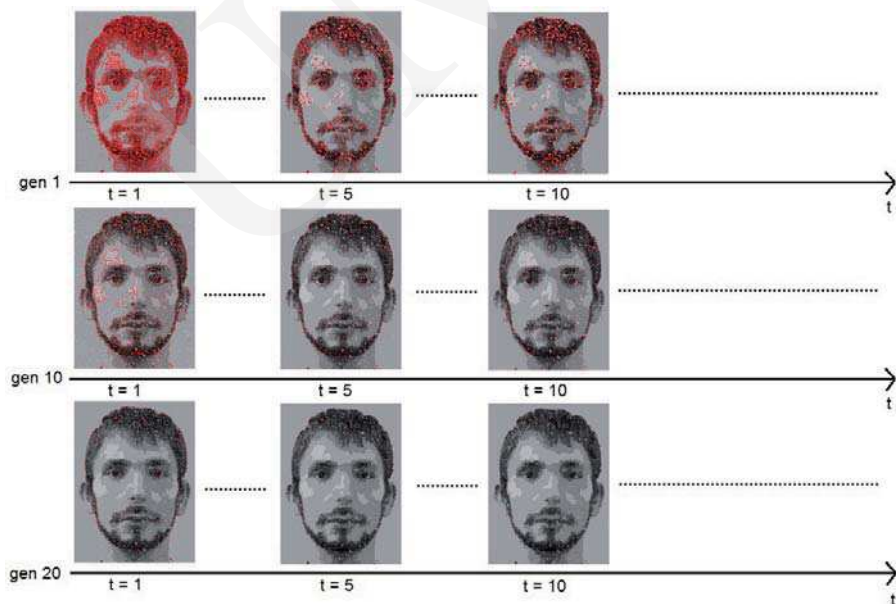 gen 1
t = 1 t = 5 t = 10 t
gen 10
t = 1 t = 5 t = 10 t
gen 20
t = 1 t = 5 t = 10 t